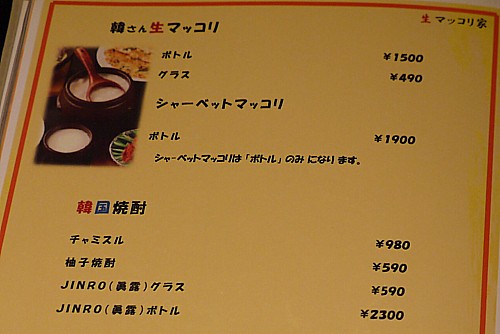 生 マッコリ家
韓さん生マッコリ
ボトル ¥1500
グラス ¥490
シャーベットマッコリ
ボトル ¥1900
シャーベットマッコリは「ボトル」のみ になり ます。
韓国焼酎
チャミスル ¥980
柚子焼酎 ¥590
JINRO(眞露)グラス ¥590
JINRO(眞露)ボトル ¥2300